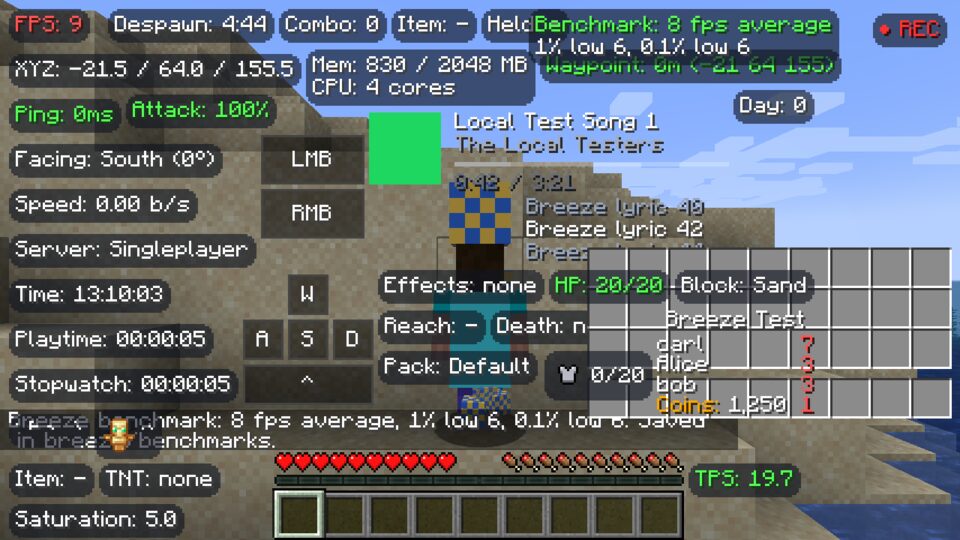 FPS: 9
Despawn: 4:44
Combo: 0
Item: -
Held
Benchmark: 8 fps average
1% low 6, 0.1% low 6
Waypoint: 0m (-21 64 155)
REC
XYZ: -21.5 / 64.0 / 155.5
Mem: 830 / 2048 MB
CPU: 4 cores
Day: 0
Ping: 0ms
Attack: 100%
Local Test Song 1
The Local Testers
0:42 / 3:21
Facing: South (0°)
LMB
RMB
Breeze lyric 40
Breeze lyric 42
Breeze
Speed: 0.00 b/s
Server: Singleplayer
Effects: none
HP: 20/20
Block: Sand
Time: 13:10:03
W
Reach: -
Death: n
Breeze Test
Playtime: 00:00:05
A
S
D
darl 7
Alice 3
bob 3
Coins: 1,250 1
Pack: Default
0/20
Stopwatch: 00:00:05
^
Breeze benchmark: 8 fps average, 1% low 6, 0.1% low 6. Saved
in breeze benchmarks.
Item: -
TNT: none
TPS: 19.7
Saturation: 5.0